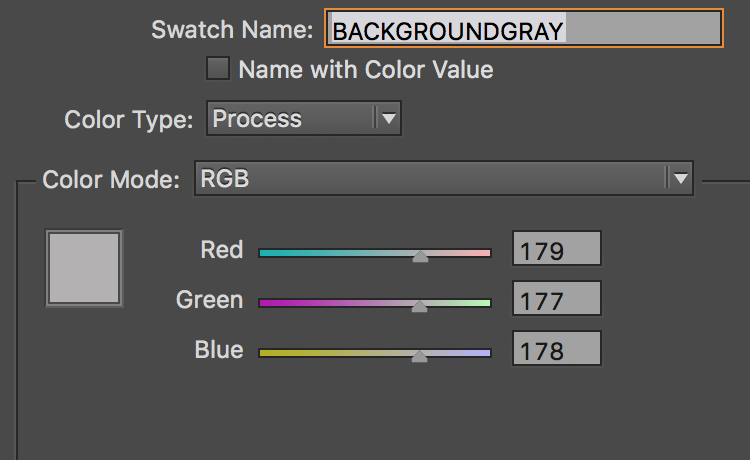 Swatch Name: BACKGROUNDGRAY
Name with Color Value
Color Type: Process
Color Mode: RGB
Red 179
Green 177
Blue 178